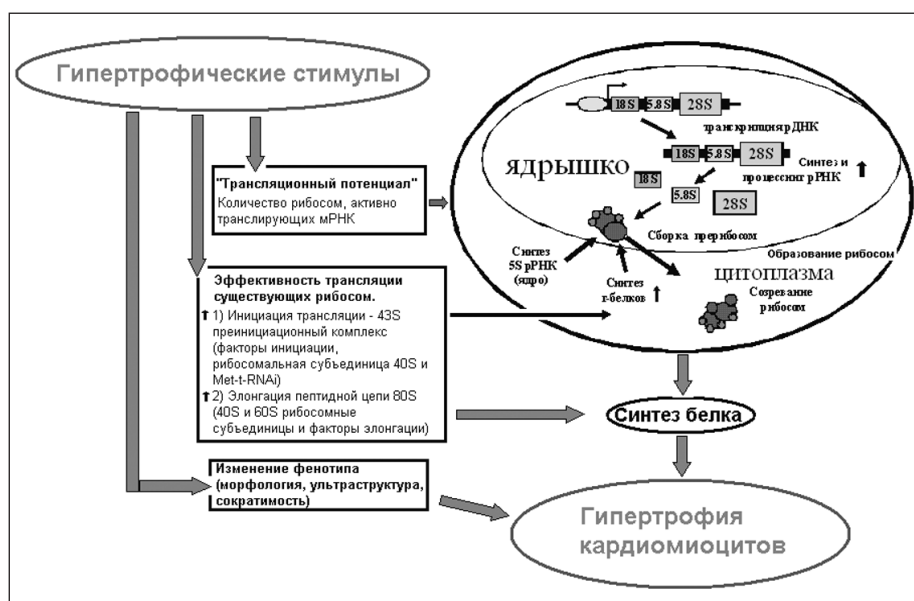 Гипертрофические стимулы
"Трансляционный потенциал"
Количество рибосом, активно
транслирующих мРНК
Эффективность трансляции
существующих рибосом.
1) Инициация трансляции - 43S
преинициационный комплекс
(факторы инициации,
рибосомальная субъединица 40S и
Met-t-RNAi)
2) Элонгация пептидной цепи 80S
(40S и 60S рибосомные
субъединицы и факторы элонгации)
Изменение фенотипа
(морфология, ультраструктура,
сократимость)
18S 5.8S 28S
транскрипция рДНК
18S 5.8S 28S
Синтез и
процессинг рРНК
ядрышко
18S
5.8S
28S
Сборка прерибосом
Образование рибосом
Синтез
5S рРНК
(ядро)
Синтез
r-белков
цитоплазма
Созревание
рибосом
Синтез белка
Гипертрофия
кардиомиоцитов